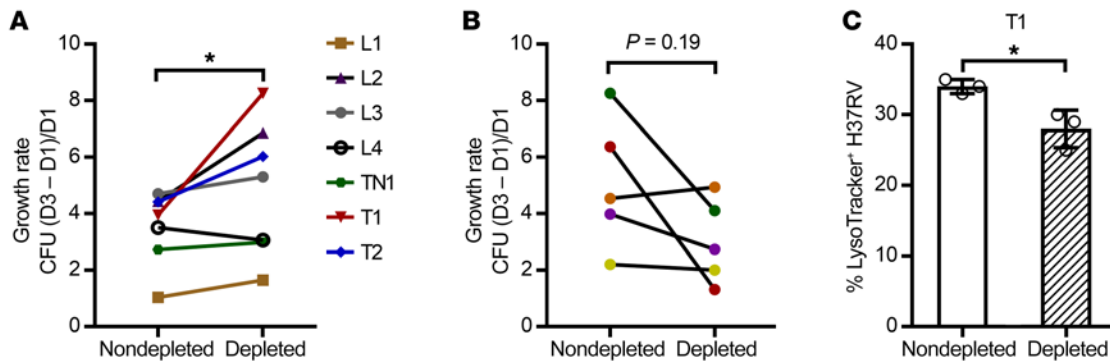 A
Growth rate
CFU (D3 – D1)/D1
10
8
6
4
2
0
*
Nondepleted
Depleted
L1
L2
L3
L4
TN1
T1
T2
B
Growth rate
CFU (D3 – D1)/D1
10
8
6
4
2
0
P = 0.19
Nondepleted
Depleted
C
T1
% LysoTracker⁺ H37RV
40
30
20
10
0
*
Nondepleted
Depleted